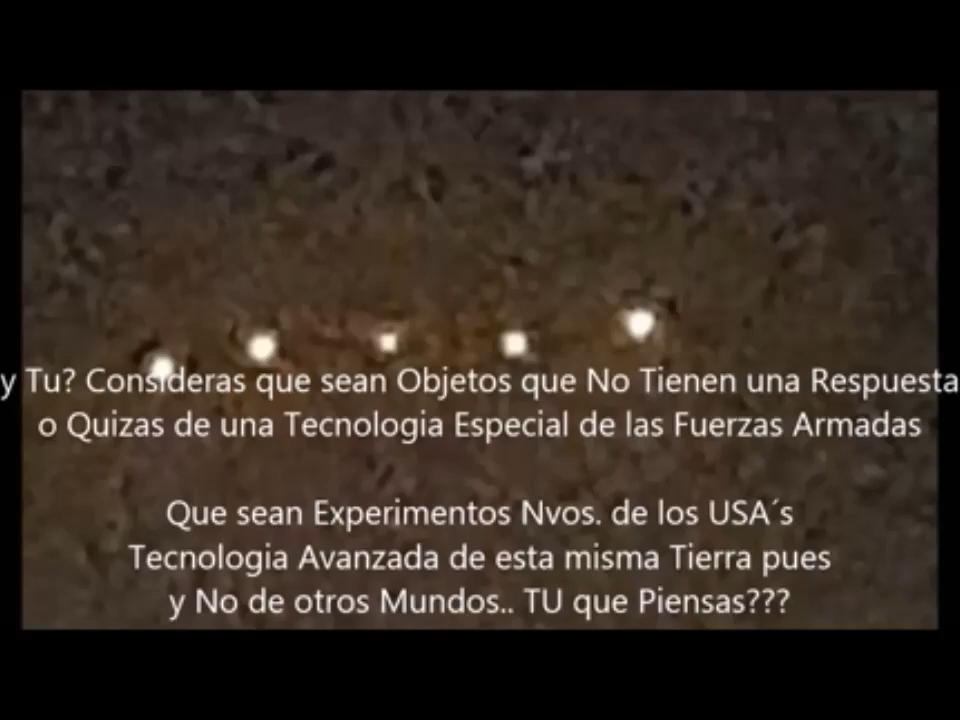 y Tu? Consideras que sean Objetos que No Tienen una Respuesta
o Quizas de una Tecnologia Especial de las Fuerzas Armadas
Que sean Experimentos Nvos. de los USA´s
Tecnologia Avanzada de esta misma Tierra pues
y No de otros Mundos.. TU que Piensas???